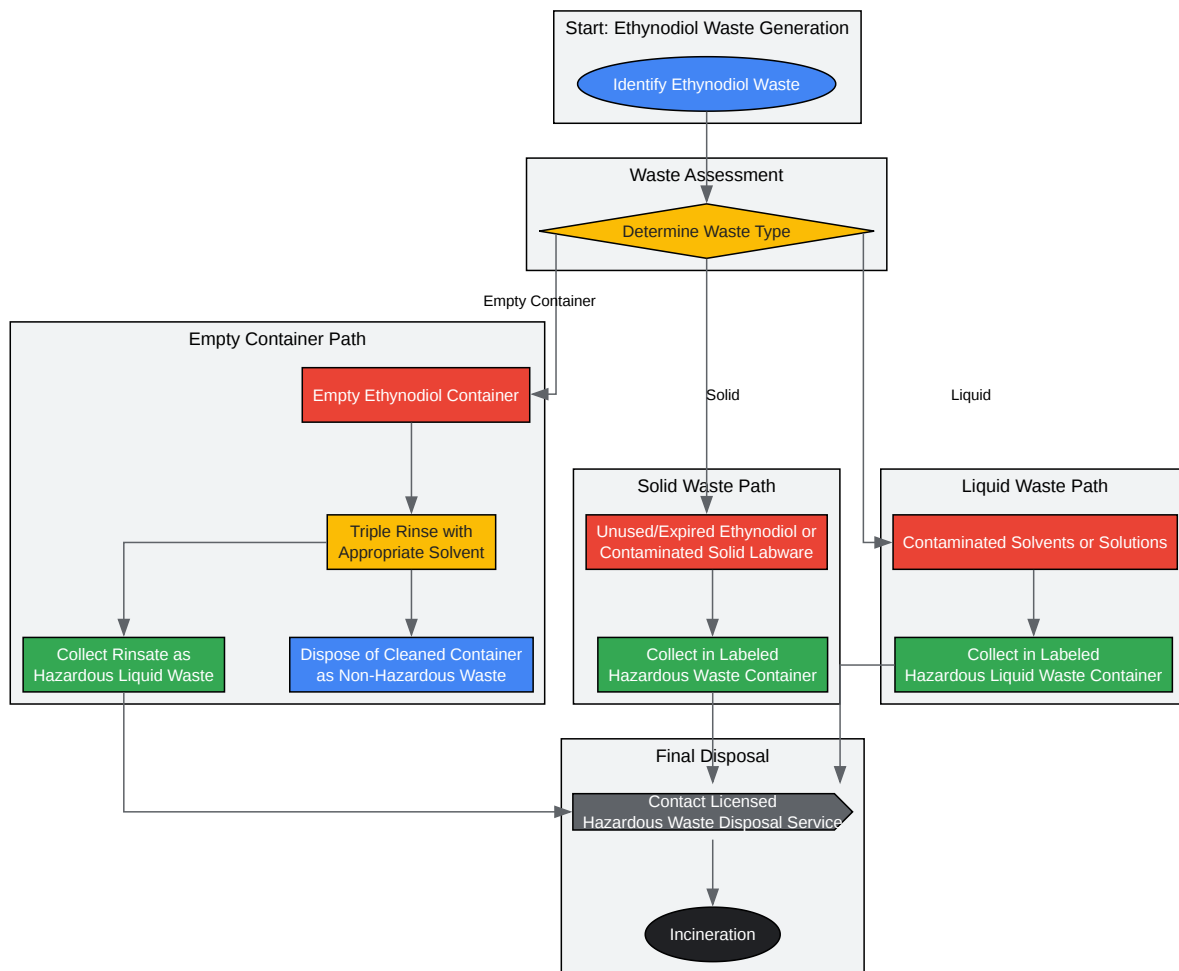 Start: Ethynodiol Waste Generation
Identify Ethynodiol Waste
Waste Assessment
Determine Waste Type
Empty Container
Solid
Liquid
Empty Container Path
Empty Ethynodiol Container
Triple Rinse with
Appropriate Solvent
Collect Rinsate as
Hazardous Liquid Waste
Dispose of Cleaned Container
as Non-Hazardous Waste
Solid Waste Path
Unused/Expired Ethynodiol or
Contaminated Solid Labware
Collect in Labeled
Hazardous Waste Container
Liquid Waste Path
Contaminated Solvents or Solutions
Collect in Labeled
Hazardous Liquid Waste Container
Final Disposal
Contact Licensed
Hazardous Waste Disposal Service
Incineration